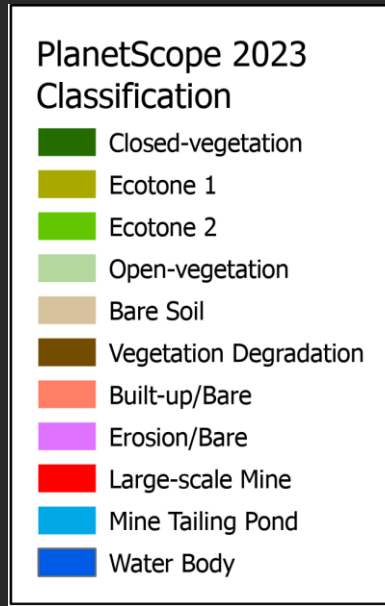 PlanetScope 2023
Classification
Closed-vegetation
Ecotone 1
Ecotone 2
Open-vegetation
Bare Soil
Vegetation Degradation
Built-up/Bare
Erosion/Bare
Large-scale Mine
Mine Tailing Pond
Water Body